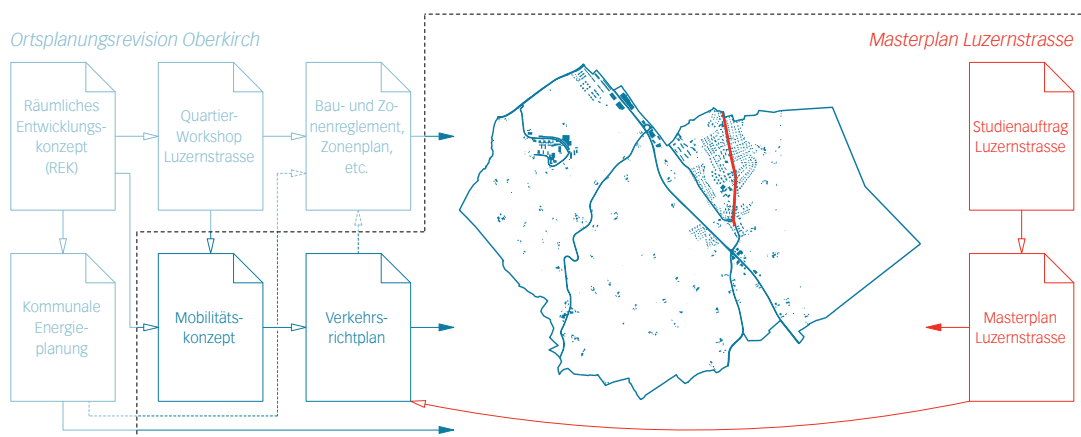 Ortsplanungsrevision Oberkirch
Masterplan Luzernstrasse
Räumliches
Entwicklungs-
konzept
(REK)
Quartier-
Workshop
Luzernstrasse
Bau- und Zo-
nenreglement,
Zonenplan,
etc.
Studienauftrag
Luzernstrasse
Kommunale
Energie-
planung
Mobilitäts-
konzept
Verkehrs-
richtplan
Masterplan
Luzernstrasse